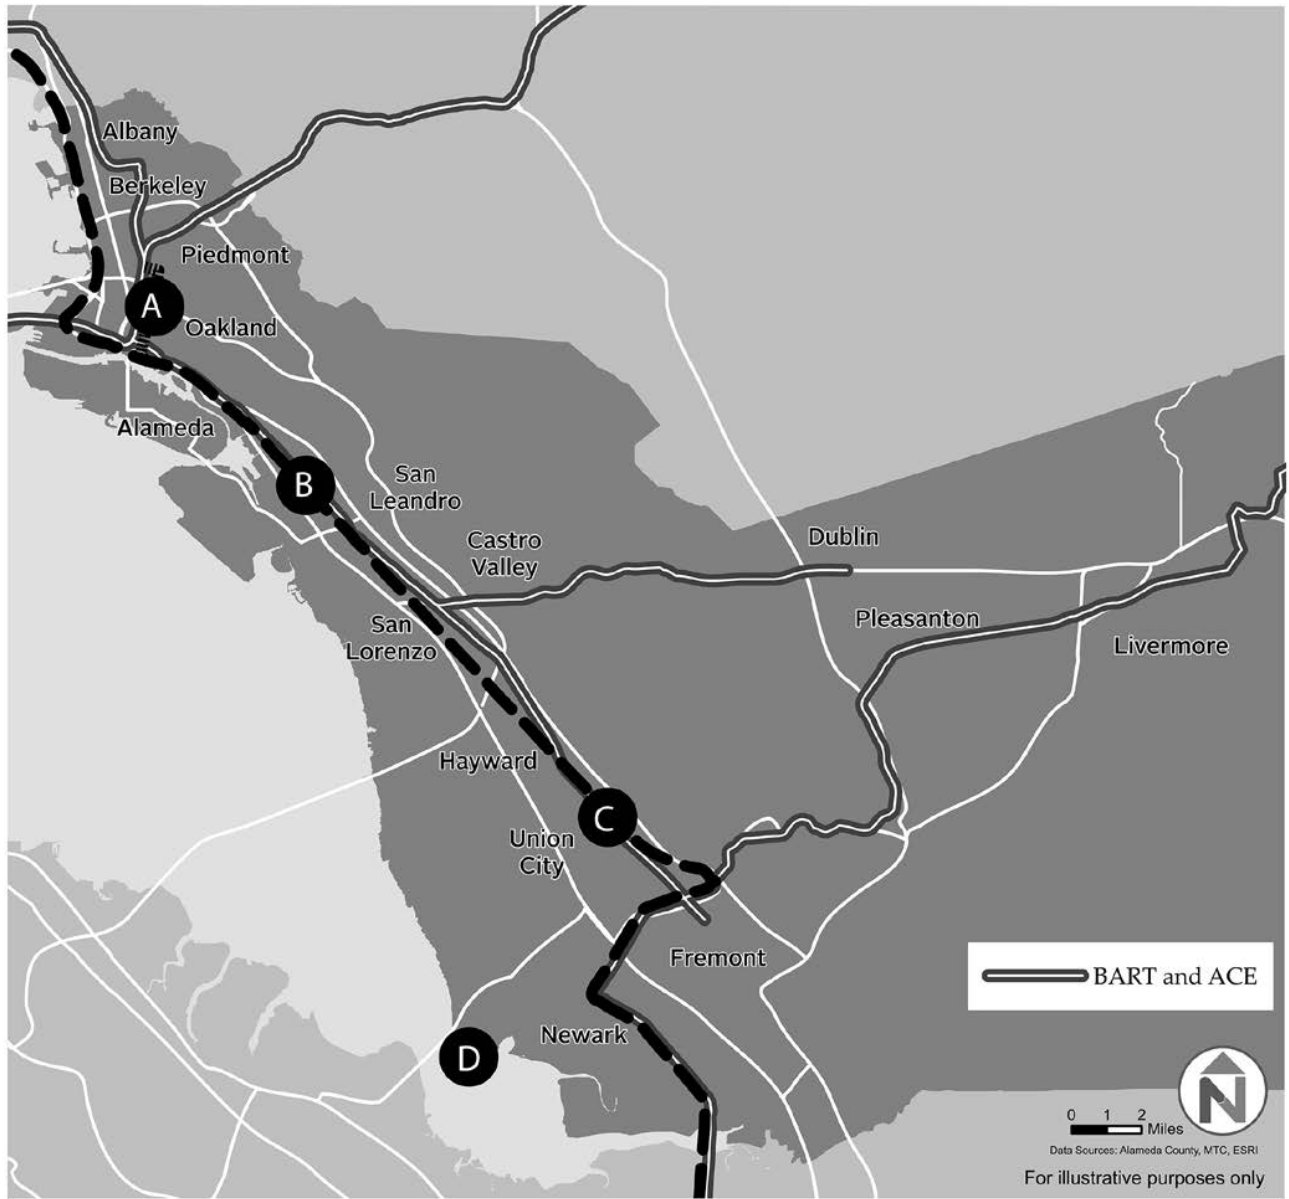 Albany
Berkeley
Piedmont
A
Oakland
Alameda
B
San
Leandro
Castro
Valley
Dublin
San
Lorenzo
Pleasanton
Livermore
Hayward
C
Union
City
Fremont
BART and ACE
Newark
D
N
0 1 2
Miles
Data Sources: Alameda County, MTC, ESRI
For illustrative purposes only